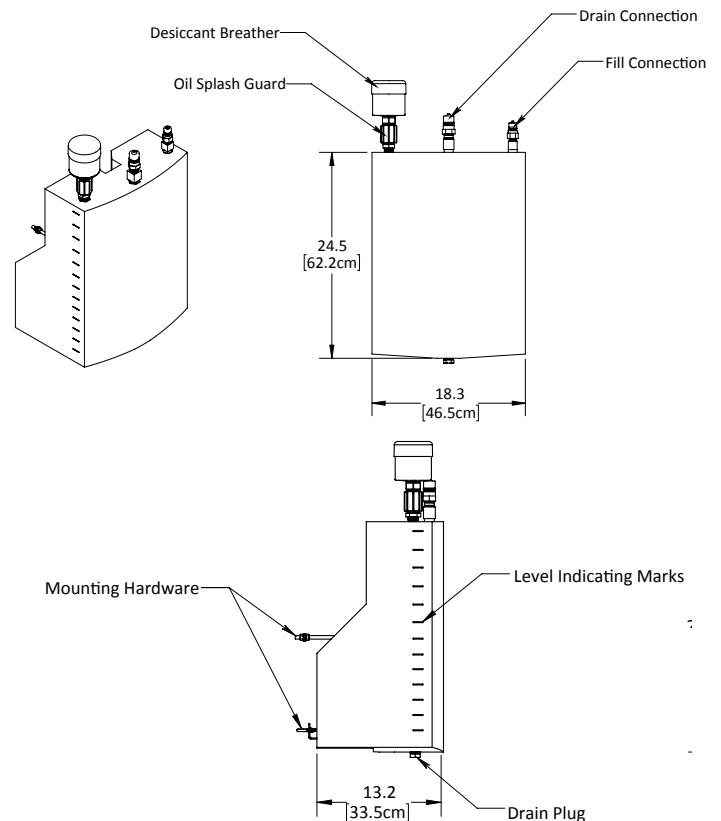 Drain Connection
Desiccant Breather
Fill Connection
Oil Splash Guard
24.5
[62.2cm]
18.3
[46.5cm]
Level Indicating Marks
Mounting Hardware
13.2
[33.5cm]
Drain Plug